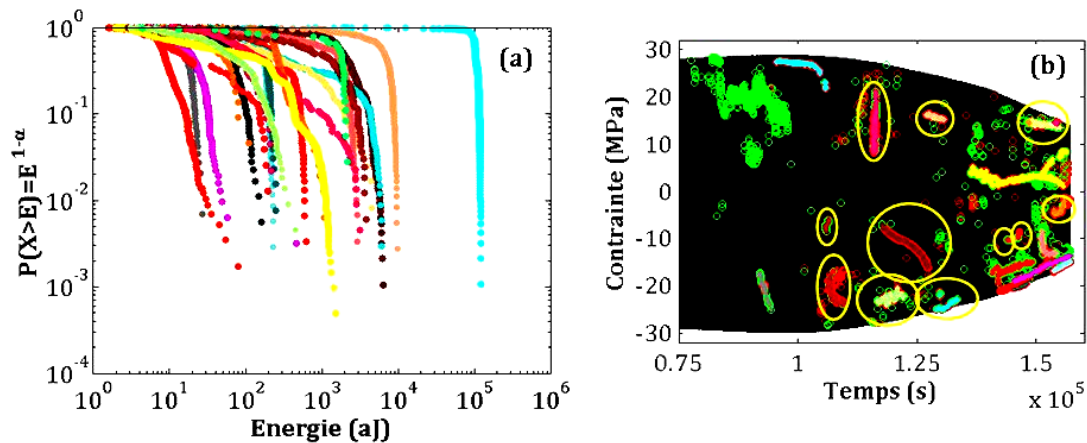 (a)
10^0
10^-1
10^-2
10^-3
10^-4
P(X>E)=E^1-α
10^0 10^1 10^2 10^3 10^4 10^5 10^6
Energie (aJ)
(b)
30
20
10
0
-10
-20
-30
Contrainte (MPa)
0.75 1 1.25 1.5
Temps (s)
x 10^5